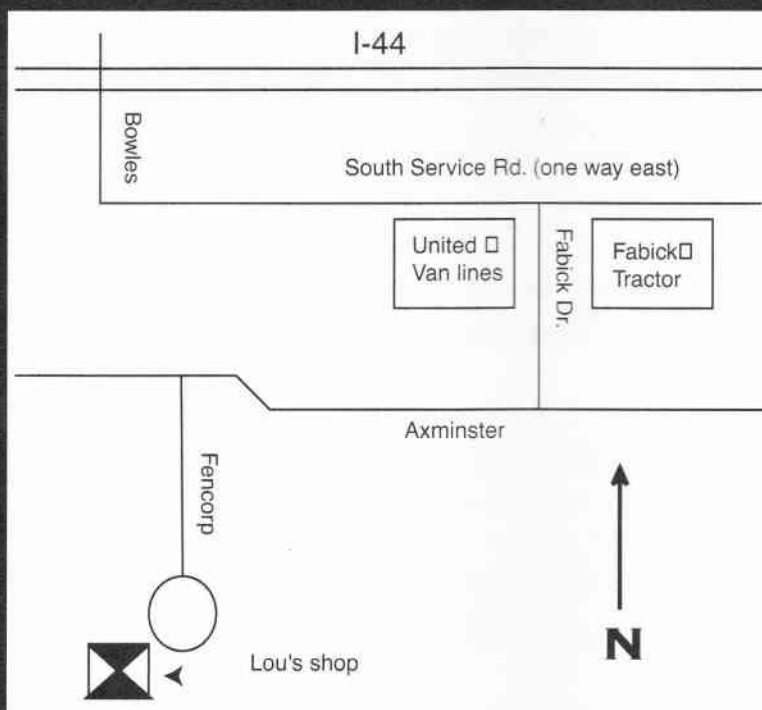 I-44
Bowles
South Service Rd. (one way east)
United
Van lines
Fabick Dr.
Fabick
Tractor
Axminster
Fencorp
Lou's shop
N